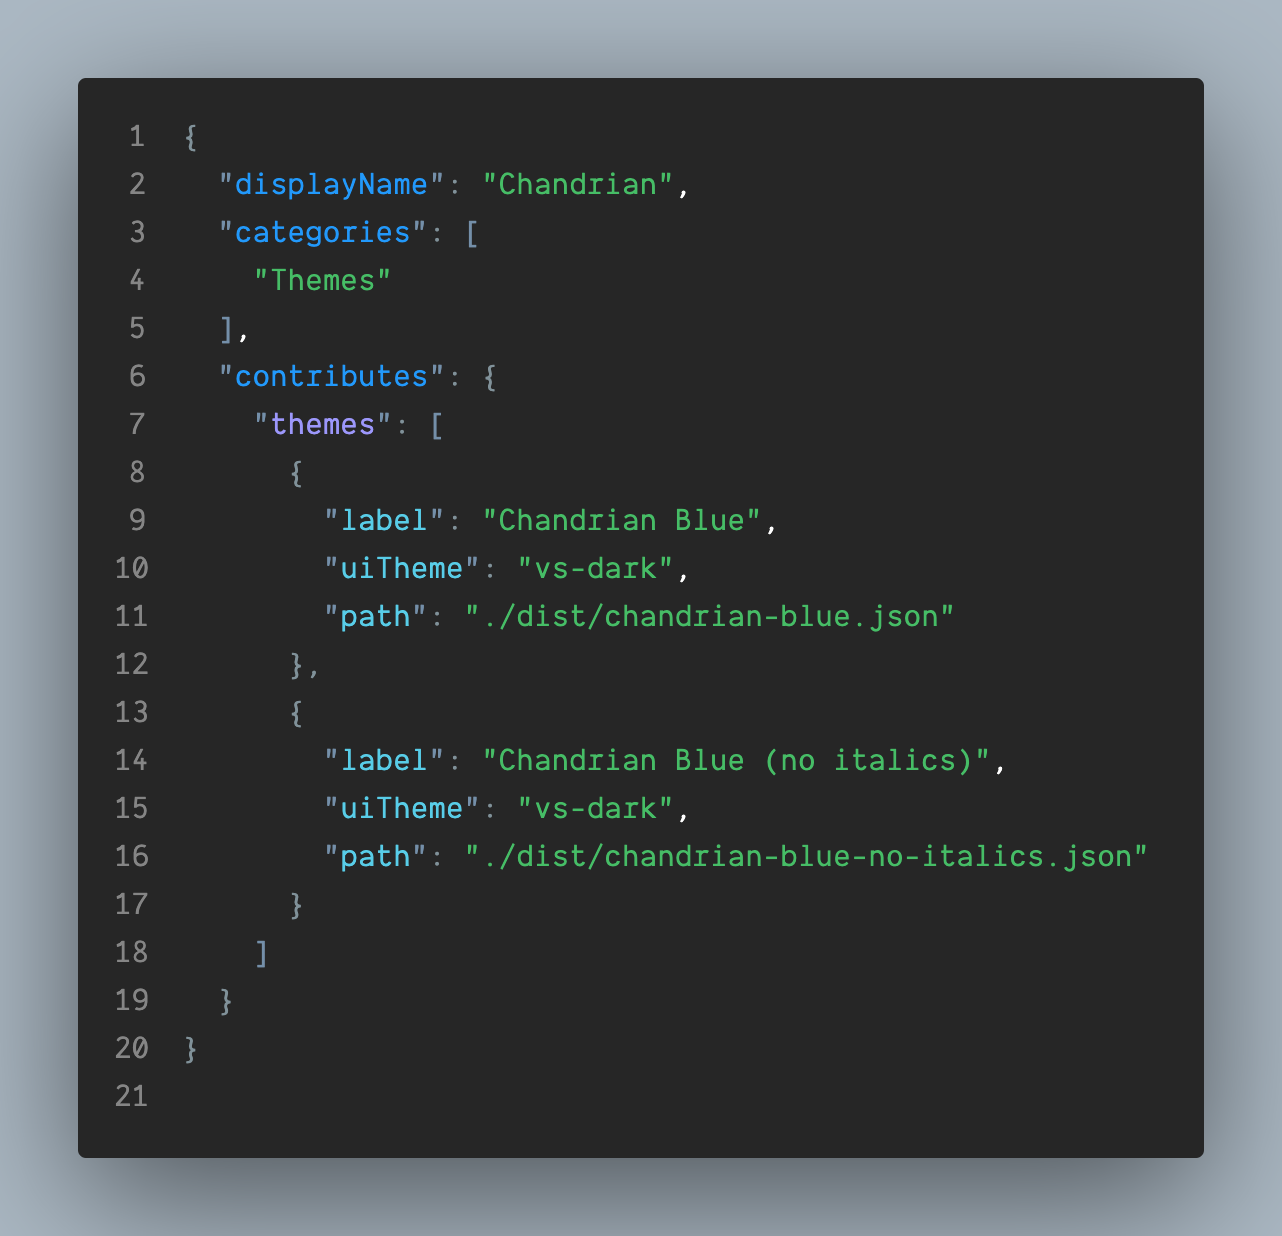 1 {
2   "displayName": "Chandrian",
3   "categories": [
4     "Themes"
5   ],
6   "contributes": {
7     "themes": [
8       {
9         "label": "Chandrian Blue",
10         "uiTheme": "vs-dark",
11         "path": "./dist/chandrian-blue.json"
12       },
13       {
14         "label": "Chandrian Blue (no italics)",
15         "uiTheme": "vs-dark",
16         "path": "./dist/chandrian-blue-no-italics.json"
17       }
18     ]
19   }
20 }
21